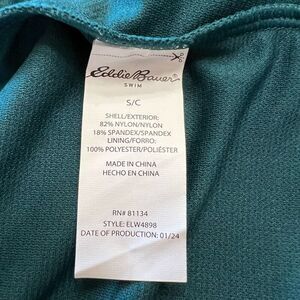 Eddie Bauer®
SWIM
S/C
SHELL/EXTERIOR:
82% NYLON/NYLON
18% SPANDEX/SPANDEX
LINING/FORRO:
100% POLYESTER/POLIÉSTER
MADE IN CHINA
HECHO EN CHINA
RN# 81134
STYLE: ELW4898
DATE OF PRODUCTION: 01/24